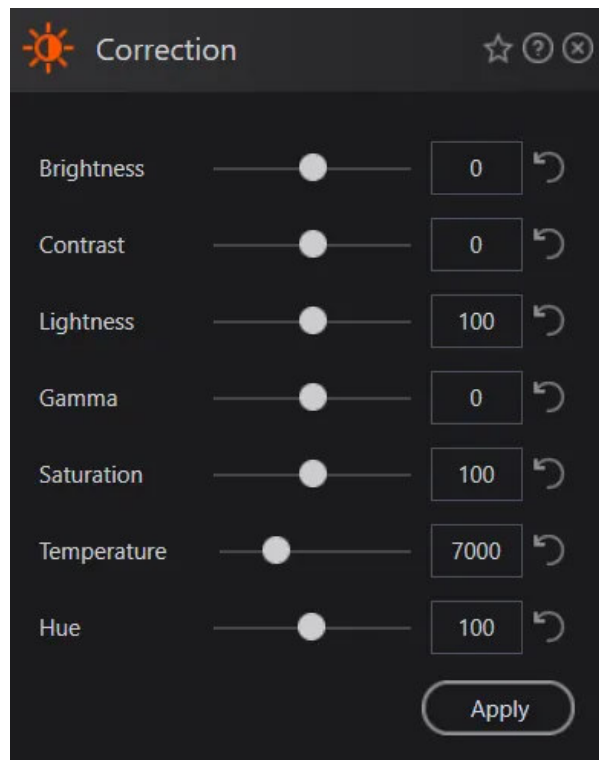 Correction
Brightness 0
Contrast 0
Lightness 100
Gamma 0
Saturation 100
Temperature 7000
Hue 100
Apply